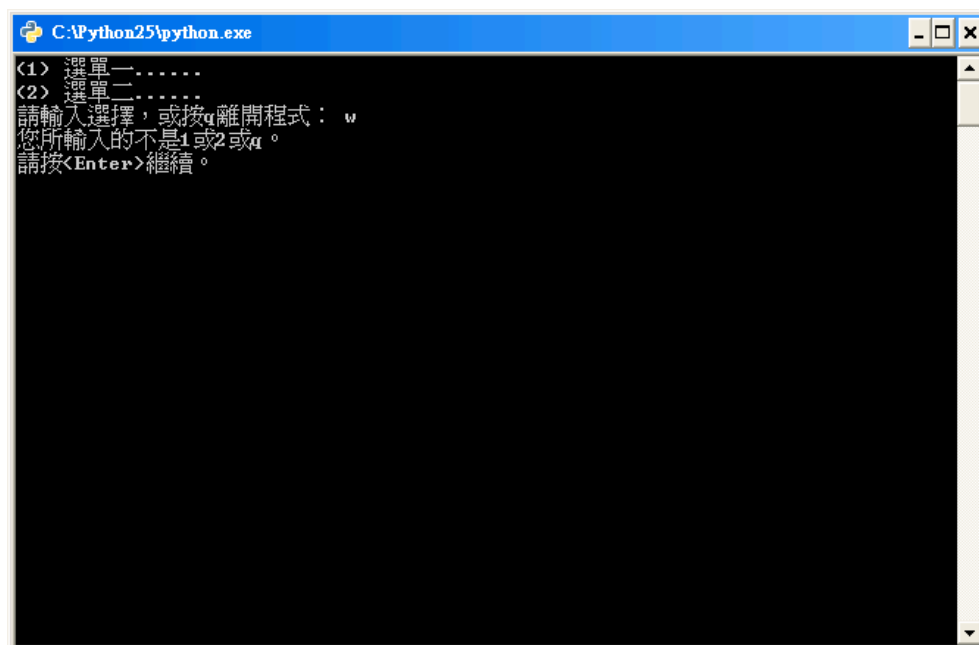 C:\Python25\python.exe
(1) 選單一......
(2) 選單二......
請輸入選擇，或按q離開程式： w
您所輸入的不是1或2或q。
請按<Enter>繼續。